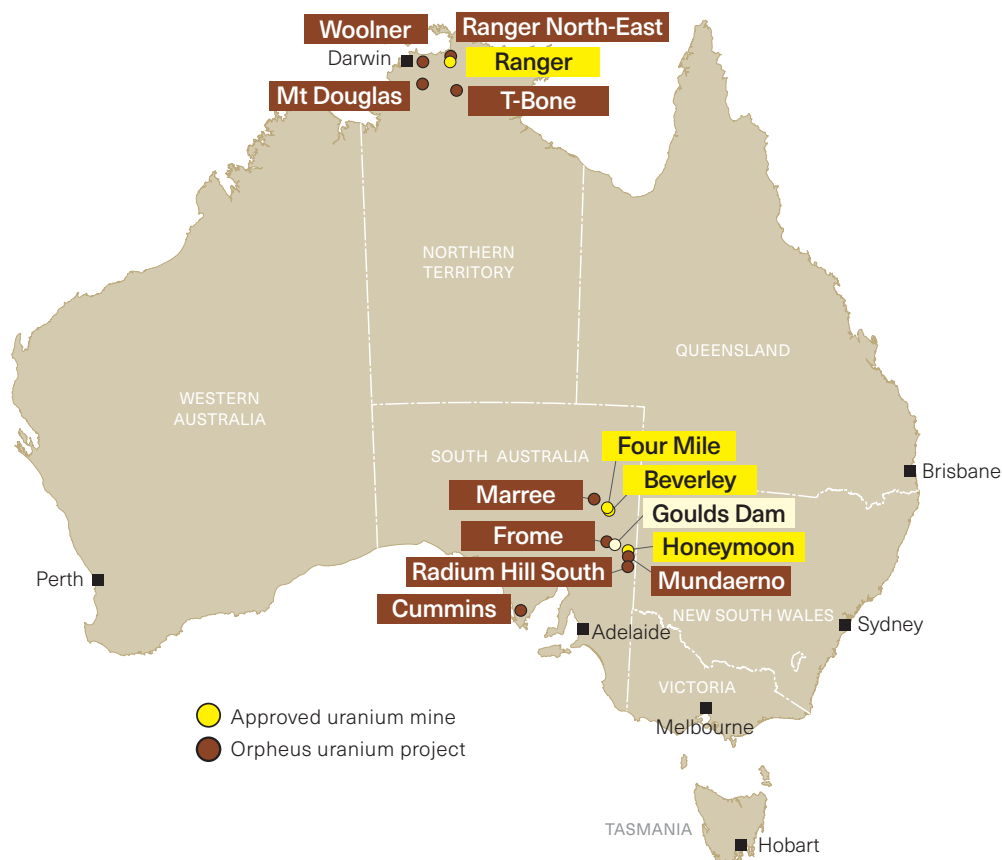 Woolner
Ranger North-East
Darwin
Ranger
Mt Douglas
T-Bone
NORTHERN
TERRITORY
QUEENSLAND
WESTERN
AUSTRALIA
SOUTH AUSTRALIA
Four Mile
Beverley
Brisbane
Marree
Goulds Dam
Frome
Honeymoon
Radium Hill South
Mundaerno
Perth
Cummins
NEW SOUTH WALES
Sydney
Adelaide
VICTORIA
Melbourne
Approved uranium mine
Orpheus uranium project
TASMANIA
Hobart